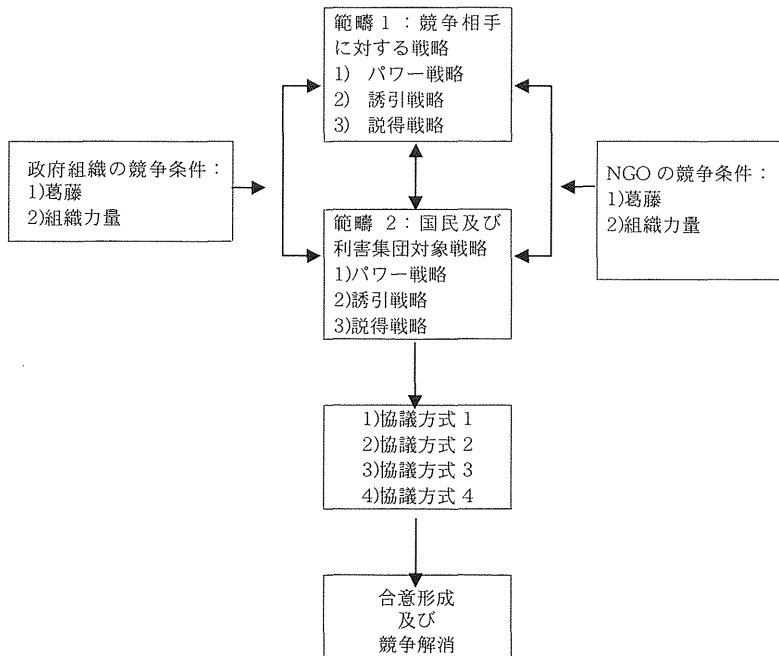 範疇 1：競争相手
に対する戦略
1) パワー戦略
2) 誘引戦略
3) 説得戦略
政府組織の競争条件：
1)葛藤
2)組織力量
NGO の競争条件：
1)葛藤
2)組織力量
範疇 2：国民及び
利害集団対象戦略
1)パワー戦略
2)誘引戦略
3)説得戦略
1)協議方式 1
2)協議方式 2
3)協議方式 3
4)協議方式 4
合意形成
及び
競争解消